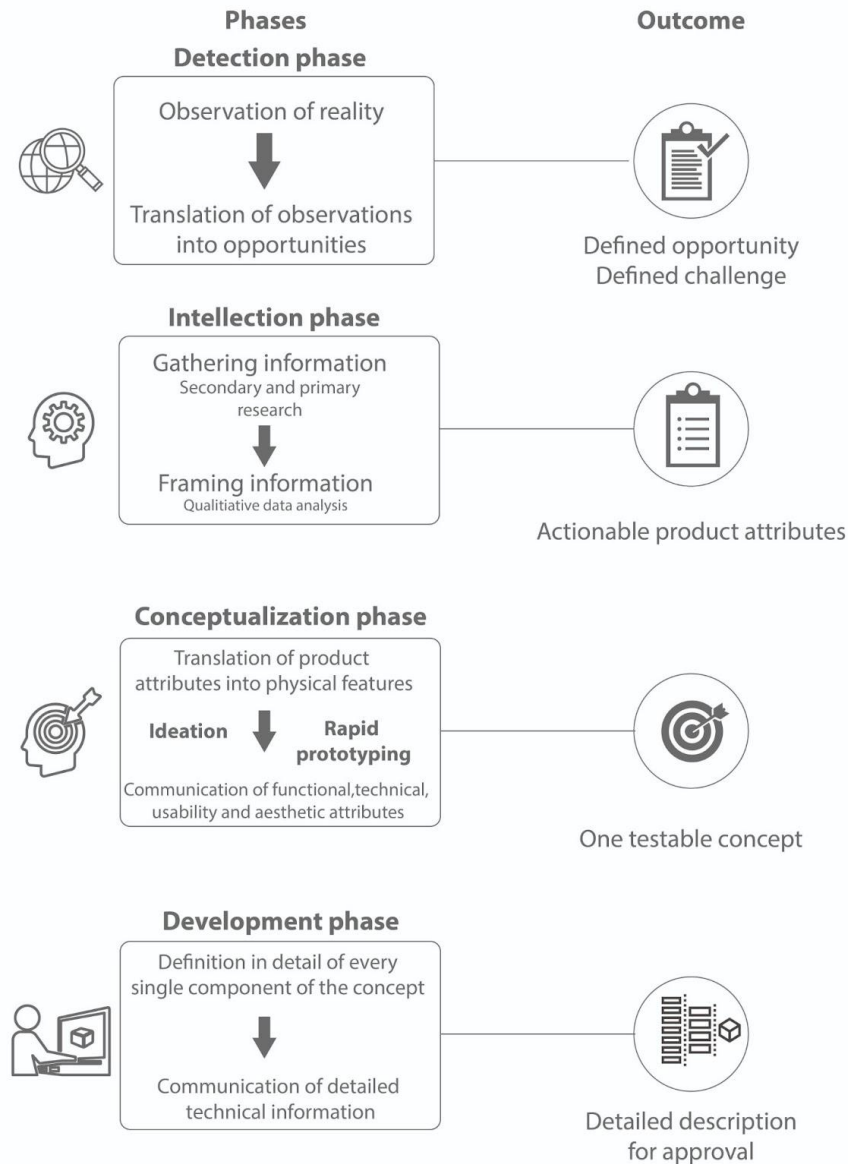 Phases
Outcome
Detection phase
Observation of reality
Translation of observations
into opportunities
Defined opportunity
Defined challenge
Intellection phase
Gathering information
Secondary and primary
research
Framing information
Qualitiative data analysis
Actionable product attributes
Conceptualization phase
Translation of product
attributes into physical features
Ideation
Rapid
prototyping
Communication of functional,technical,
usability and aesthetic attributes
One testable concept
Development phase
Definition in detail of every
single component of the concept
Communication of detailed
technical information
Detailed description
for approval